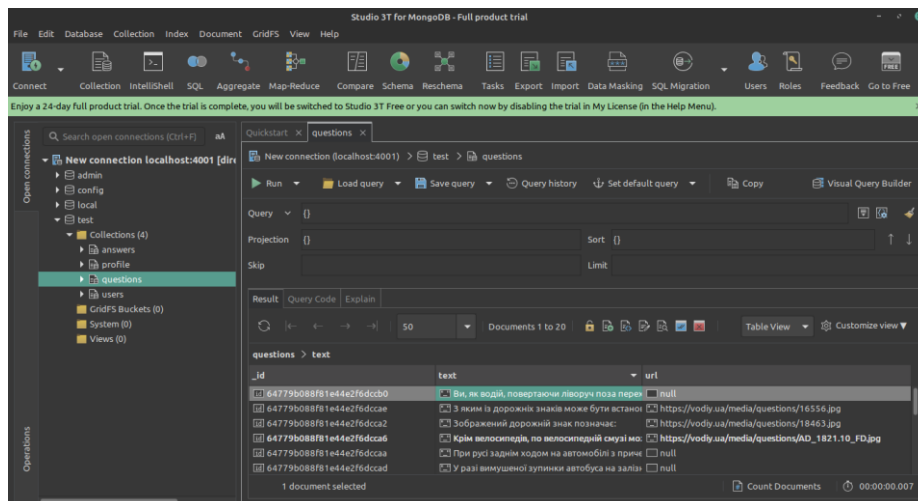 Studio 3T for MongoDB - Full product trial
File Edit Database Collection Index Document GridFS View Help
Connect Collection IntelliShell SQL Aggregate Map-Reduce Compare Schema Reschema Tasks Export Import Data Masking SQL Migration Users Roles Feedback Go to Free
Enjoy a 24-day full product trial. Once the trial is complete, you will be switched to Studio 3T Free or you can switch now by disabling the trial in My License (in the Help Menu).
Open connections
Search open connections (Ctrl+F) aA
New connection localhost:4001 [dire
admin
config
local
test
Collections (4)
answers
profile
questions
users
GridFS Buckets (0)
System (0)
Views (0)
Operations
Quickstart × questions ×
New connection (localhost:4001) > test > questions
Run Load query Save query Query history Set default query Copy Visual Query Builder
Query {}
Projection {} Sort {}
Skip Limit
Result Query Code Explain
50 Documents 1 to 20 Table View Customize view
questions > text
_id text url
64779b088f81e44e2f6dccb0 Ви, як водій, повертаючи ліворуч поза null
64779b088f81e44e2f6dccae З яким із дорожніх знаків може бути https://vodiy.ua/media/questions/16556.jpg
64779b088f81e44e2f6dcca2 Зображений дорожній знак позначає: https://vodiy.ua/media/questions/18463.jpg
64779b088f81e44e2f6dcca6 Крім велосипедів, по велосипедній смузі https://vodiy.ua/media/questions/AD_1821.10_FD.jpg
64779b088f81e44e2f6dccaa При русі заднім ходом на автомобілі з null
64779b088f81e44e2f6dccad У разі вимушеної зупинки автобуса на null
1 document selected Count Documents 00:00:00.007